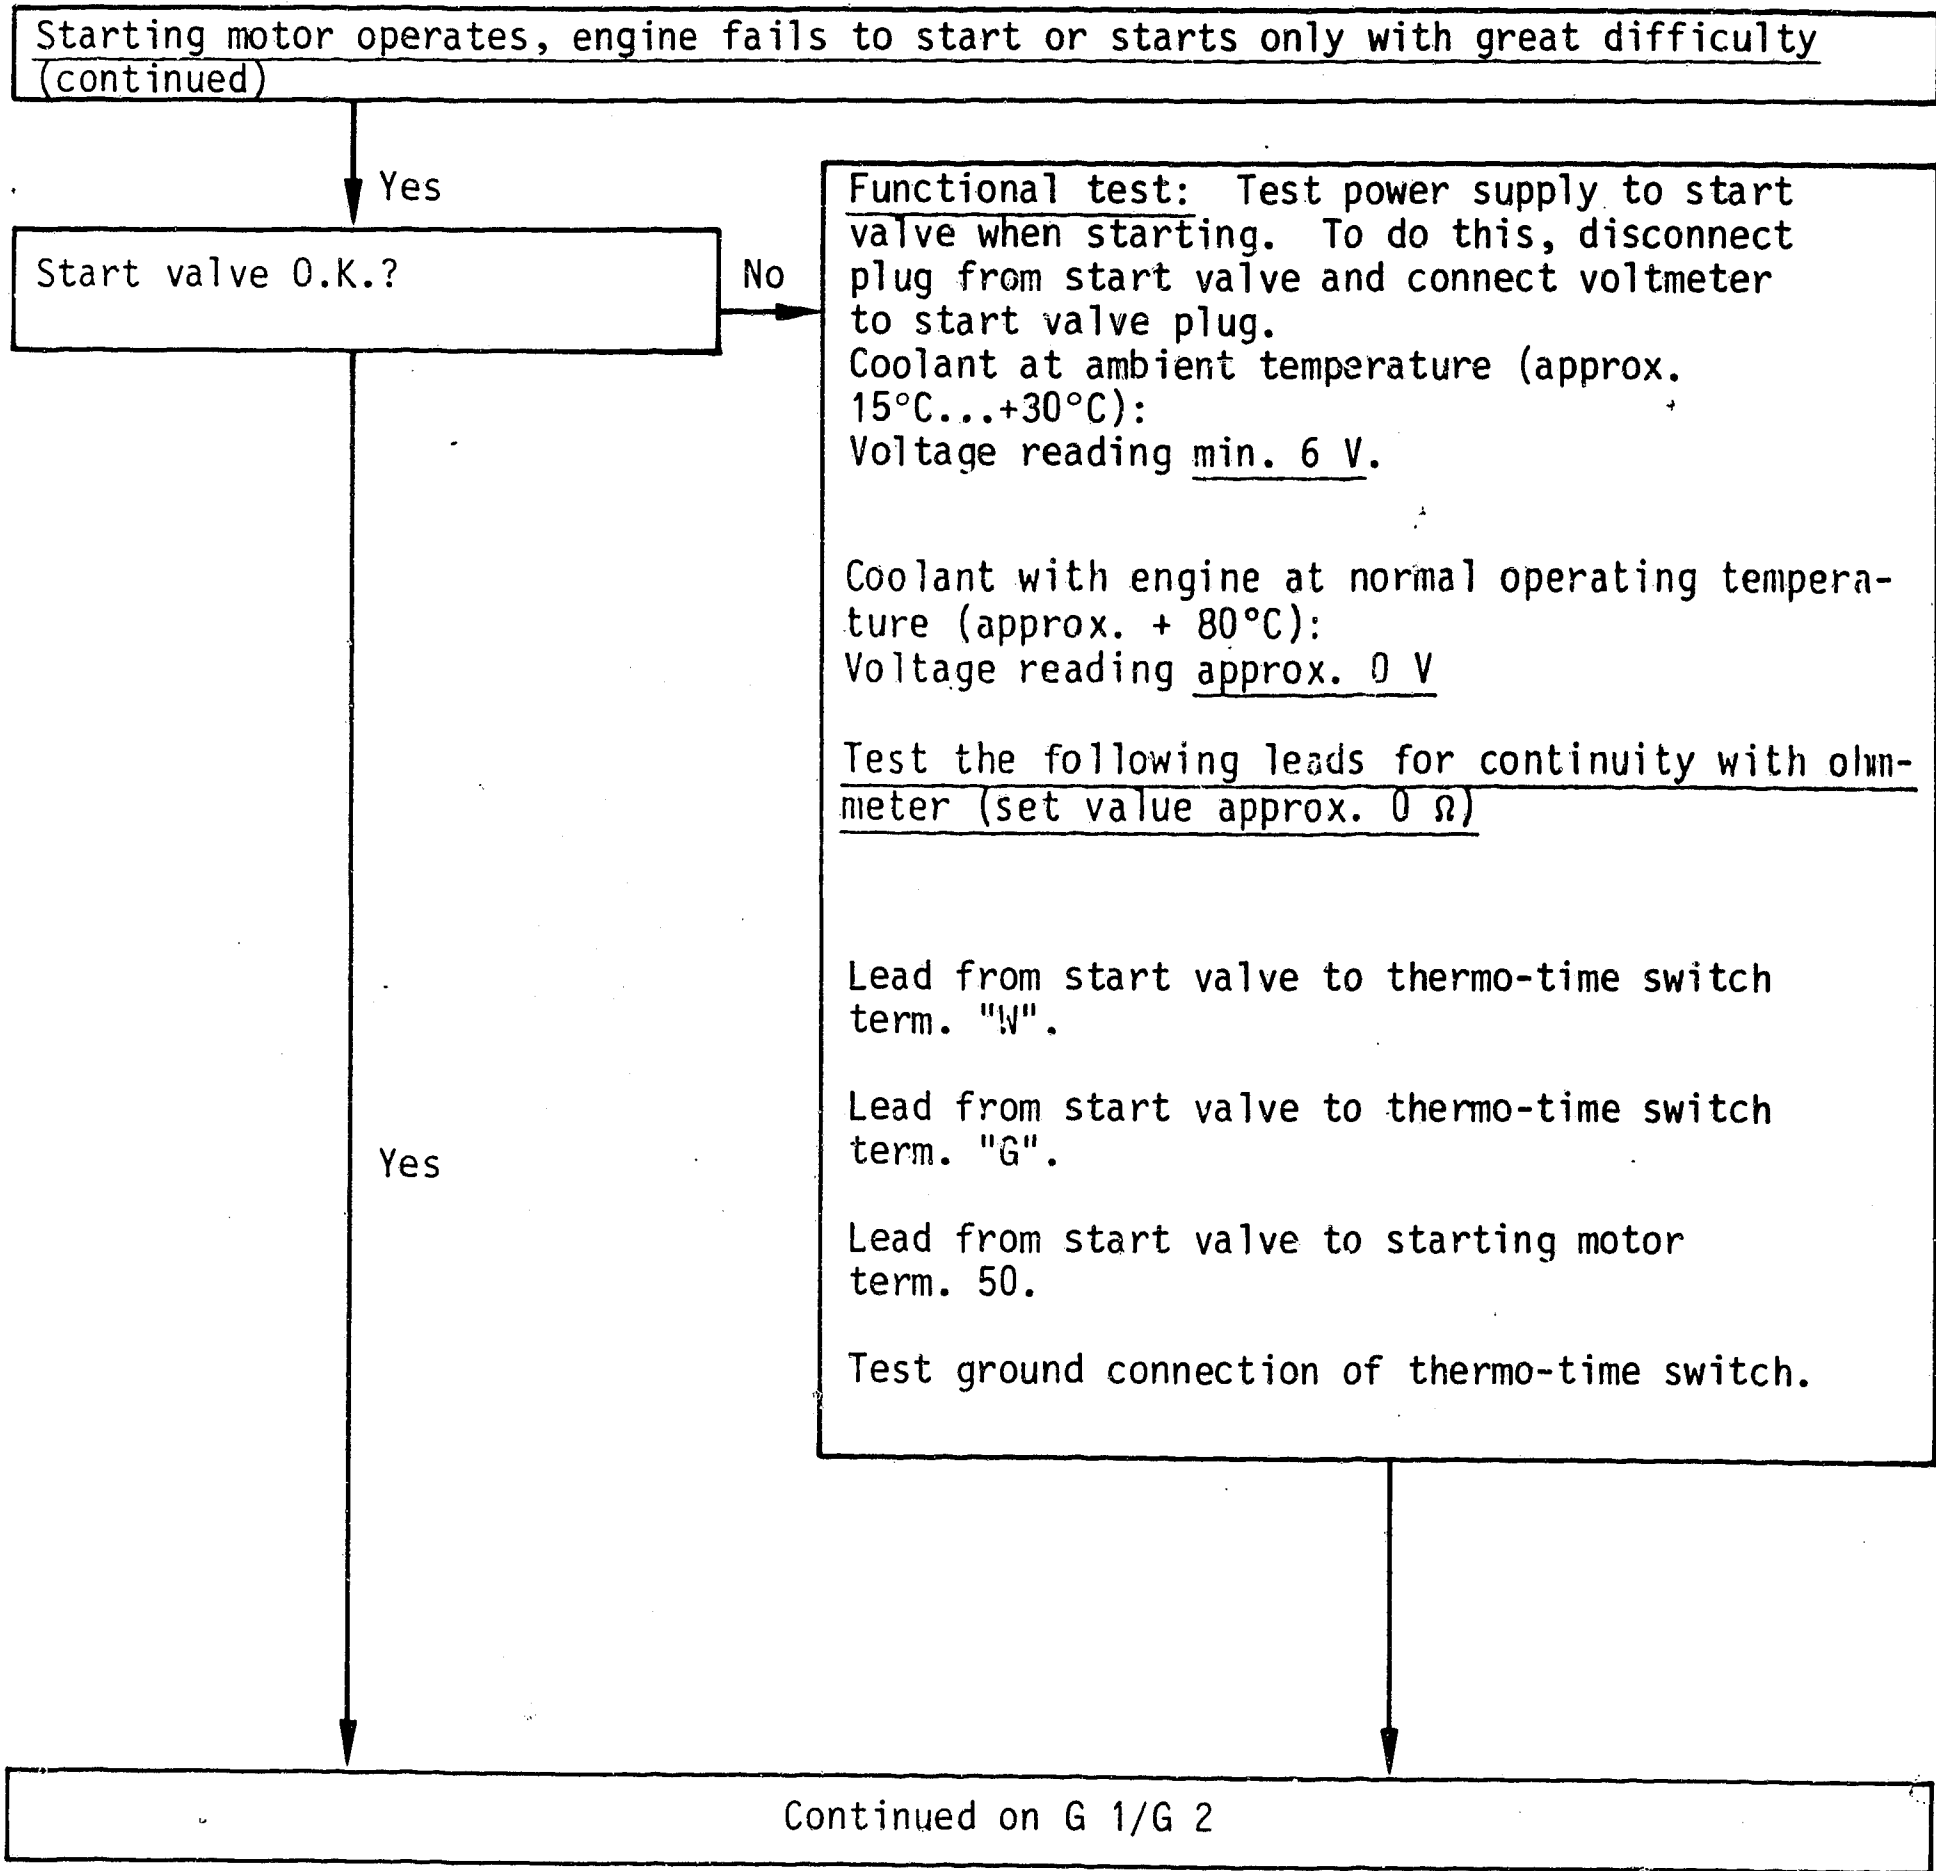 Starting motor operates, engine fails to start or starts only with great difficulty
(continued)
Yes
Start valve O.K.?
No
Functional test: Test power supply to start
valve when starting. To do this, disconnect
plug from start valve and connect voltmeter
to start valve plug.
Coolant at ambient temperature (approx.
15°C...+30°C):
Voltage reading min. 6 V.
Coolant with engine at normal operating tempera-
ture (approx. + 80°C):
Voltage reading approx. 0 V
Test the following leads for continuity with ohm-
meter (set value approx. 0 Ω)
Lead from start valve to thermo-time switch
term. "W".
Lead from start valve to thermo-time switch
term. "G".
Lead from start valve to starting motor
term. 50.
Test ground connection of thermo-time switch.
Yes
Continued on G 1/G 2